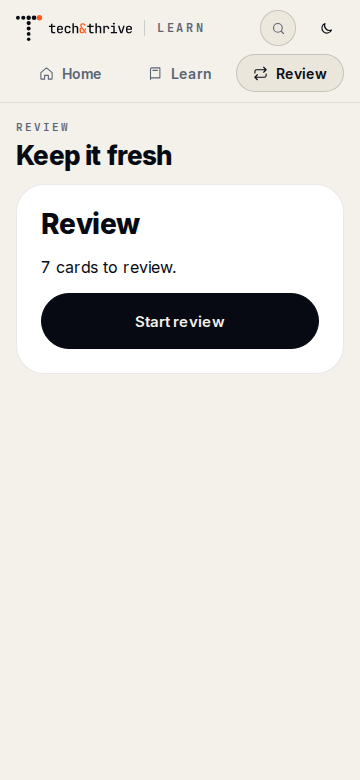 tech&thrive LEARN
Home Learn Review
REVIEW
Keep it fresh
Review
7 cards to review.
Start review